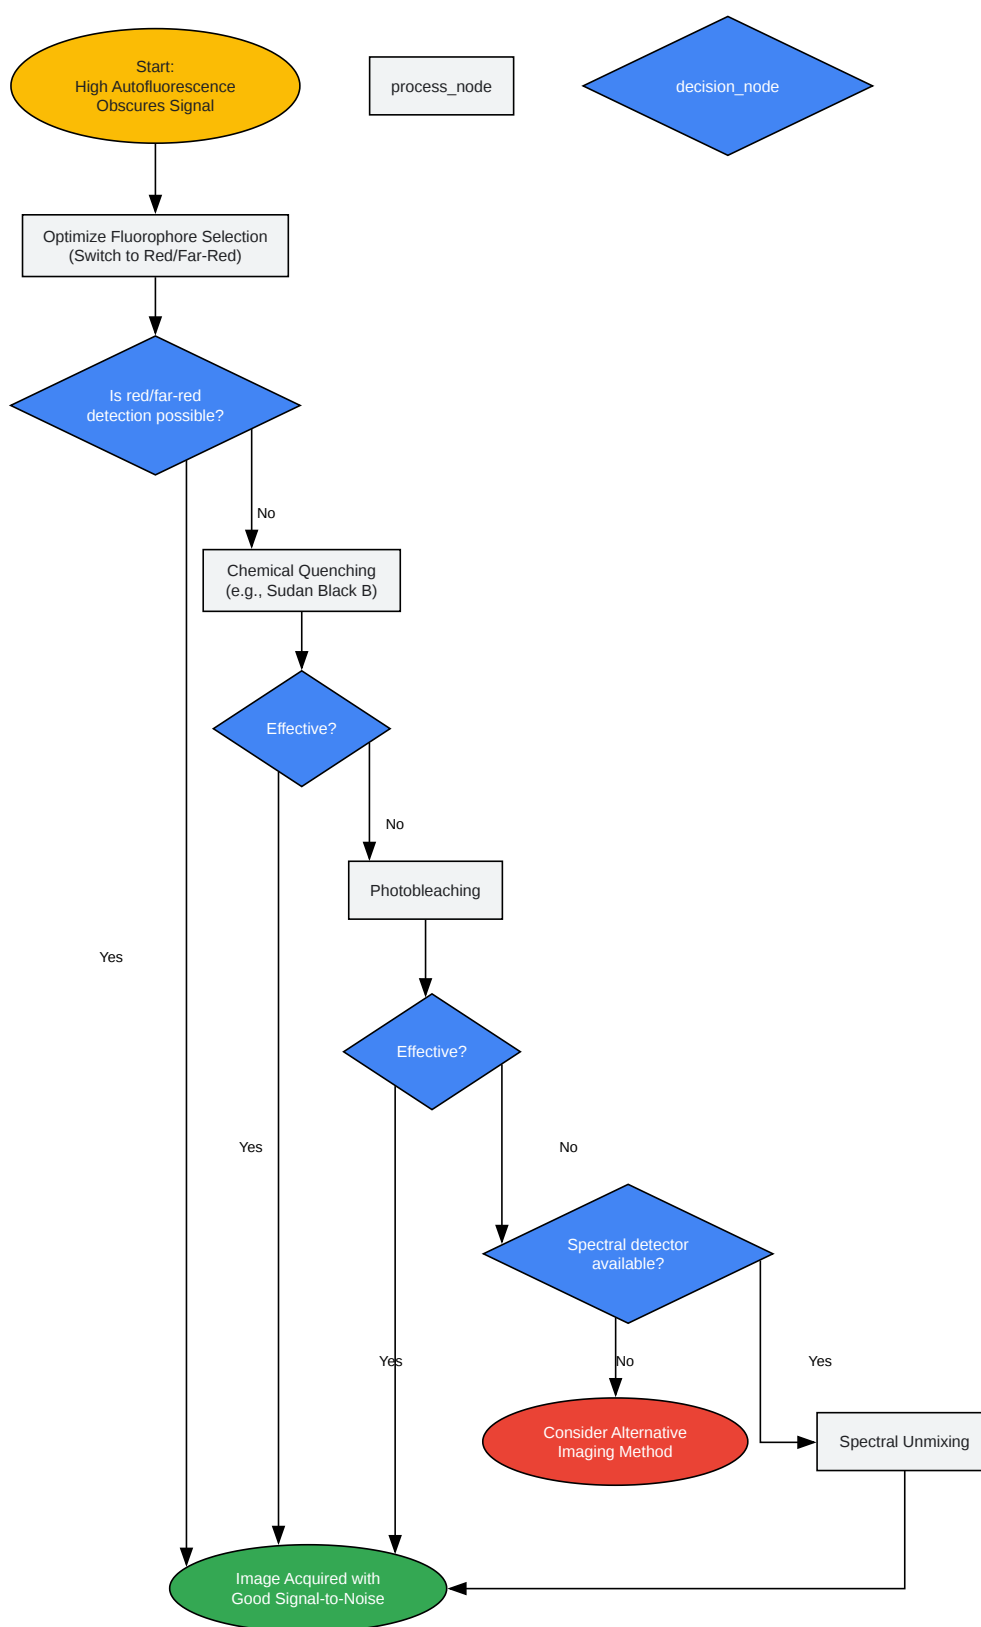 Start:
High Autofluorescence
Obscures Signal
process_node
decision_node
Optimize Fluorophore Selection
(Switch to Red/Far-Red)
Is red/far-red
detection possible?
No
Chemical Quenching
(e.g., Sudan Black B)
Effective?
No
Photobleaching
Yes
Effective?
Yes
No
Spectral detector
available?
Yes
No
Yes
Consider Alternative
Imaging Method
Spectral Unmixing
Image Acquired with
Good Signal-to-Noise